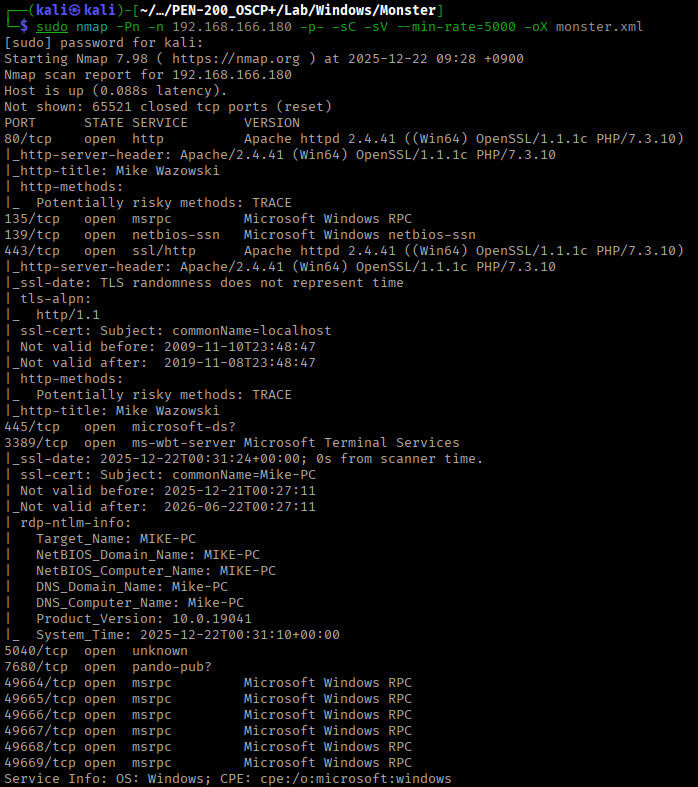 ┌──(kali㉿kali)-[~/…/PEN-200_OSCP+/Lab/Windows/Monster]
└─$ sudo nmap -Pn -n 192.168.166.180 -p- -sC -sV --min-rate=5000 -oX monster.xml
[sudo] password for kali:
Starting Nmap 7.98 ( https://nmap.org ) at 2025-12-22 09:28 +0900
Nmap scan report for 192.168.166.180
Host is up (0.088s latency).
Not shown: 65521 closed tcp ports (reset)
PORT      STATE SERVICE       VERSION
80/tcp    open  http          Apache httpd 2.4.41 ((Win64) OpenSSL/1.1.1c PHP/7.3.10)
|_http-server-header: Apache/2.4.41 (Win64) OpenSSL/1.1.1c PHP/7.3.10
|_http-title: Mike Wazowski
| http-methods:
|_  Potentially risky methods: TRACE
135/tcp   open  msrpc         Microsoft Windows RPC
139/tcp   open  netbios-ssn   Microsoft Windows netbios-ssn
443/tcp   open  ssl/http      Apache httpd 2.4.41 ((Win64) OpenSSL/1.1.1c PHP/7.3.10)
|_http-server-header: Apache/2.4.41 (Win64) OpenSSL/1.1.1c PHP/7.3.10
|_ssl-date: TLS randomness does not represent time
| tls-alpn:
|_  http/1.1
| ssl-cert: Subject: commonName=localhost
| Not valid before: 2009-11-10T23:48:47
|_Not valid after:  2019-11-08T23:48:47
| http-methods:
|_  Potentially risky methods: TRACE
|_http-title: Mike Wazowski
445/tcp   open  microsoft-ds?
3389/tcp  open  ms-wbt-server Microsoft Terminal Services
|_ssl-date: 2025-12-22T00:31:24+00:00; 0s from scanner time.
| ssl-cert: Subject: commonName=Mike-PC
| Not valid before: 2025-12-21T00:27:11
|_Not valid after:  2026-06-22T00:27:11
| rdp-ntlm-info:
|   Target_Name: MIKE-PC
|   NetBIOS_Domain_Name: MIKE-PC
|   NetBIOS_Computer_Name: MIKE-PC
|   DNS_Domain_Name: Mike-PC
|   DNS_Computer_Name: Mike-PC
|   Product_Version: 10.0.19041
|_  System_Time: 2025-12-22T00:31:10+00:00
5040/tcp  open  unknown
7680/tcp  open  pando-pub?
49664/tcp open  msrpc         Microsoft Windows RPC
49665/tcp open  msrpc         Microsoft Windows RPC
49666/tcp open  msrpc         Microsoft Windows RPC
49667/tcp open  msrpc         Microsoft Windows RPC
49668/tcp open  msrpc         Microsoft Windows RPC
49669/tcp open  msrpc         Microsoft Windows RPC
Service Info: OS: Windows; CPE: cpe:/o:microsoft:windows